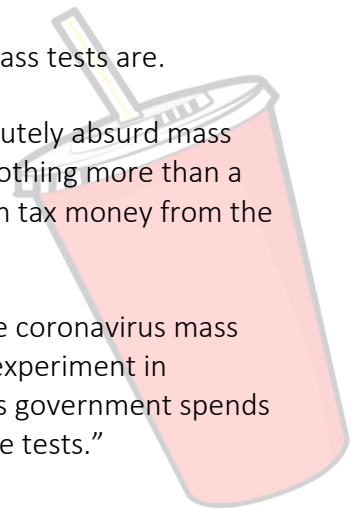 ass tests are.
utely absurd mass
othing more than a
n tax money from the
e coronavirus mass
experiment in
s government spends
e tests.”